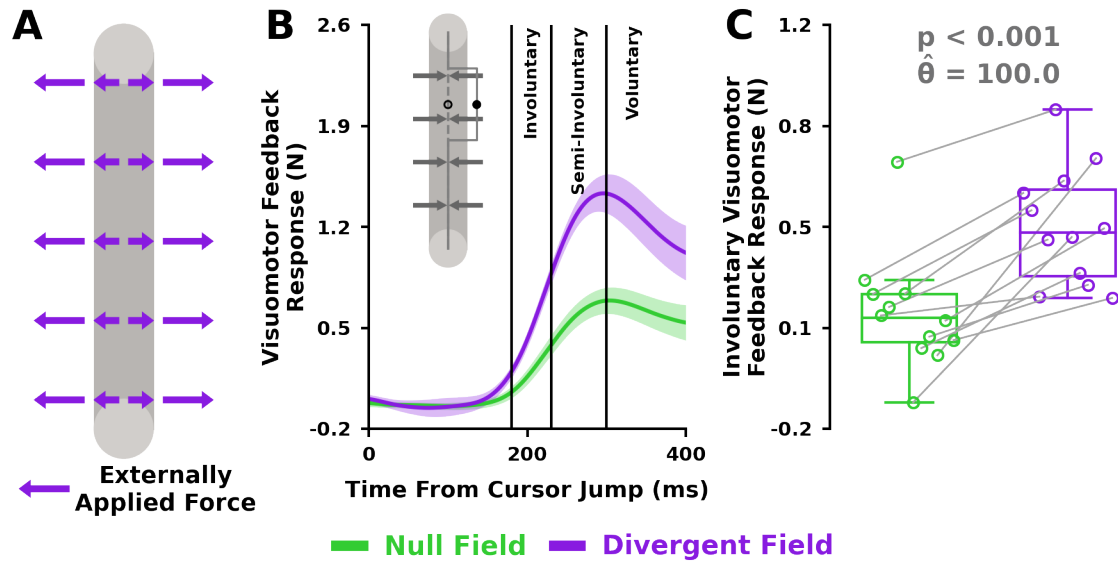 A
Externally
Applied Force
B
Visuomotor Feedback
Response (N)
2.6
1.9
1.2
0.5
-0.2
Involuntary
Semi-Involuntary
Voluntary
0
200
400
Time From Cursor Jump (ms)
C
Involuntary Visuomotor
Feedback Response (N)
1.2
0.8
0.5
0.1
-0.2
p < 0.001
θ̂ = 100.0
Null Field
Divergent Field